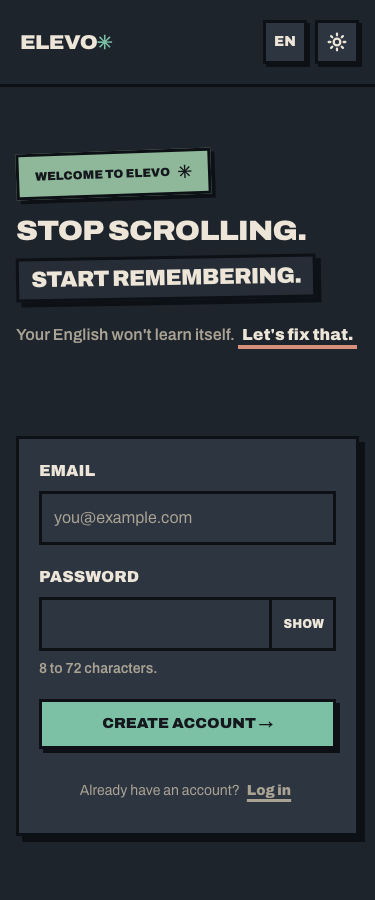 ELEVO✳
EN
WELCOME TO ELEVO ✳
STOP SCROLLING.
START REMEMBERING.
Your English won't learn itself. Let's fix that.
EMAIL
you@example.com
PASSWORD
SHOW
8 to 72 characters.
CREATE ACCOUNT→
Already have an account? Log in